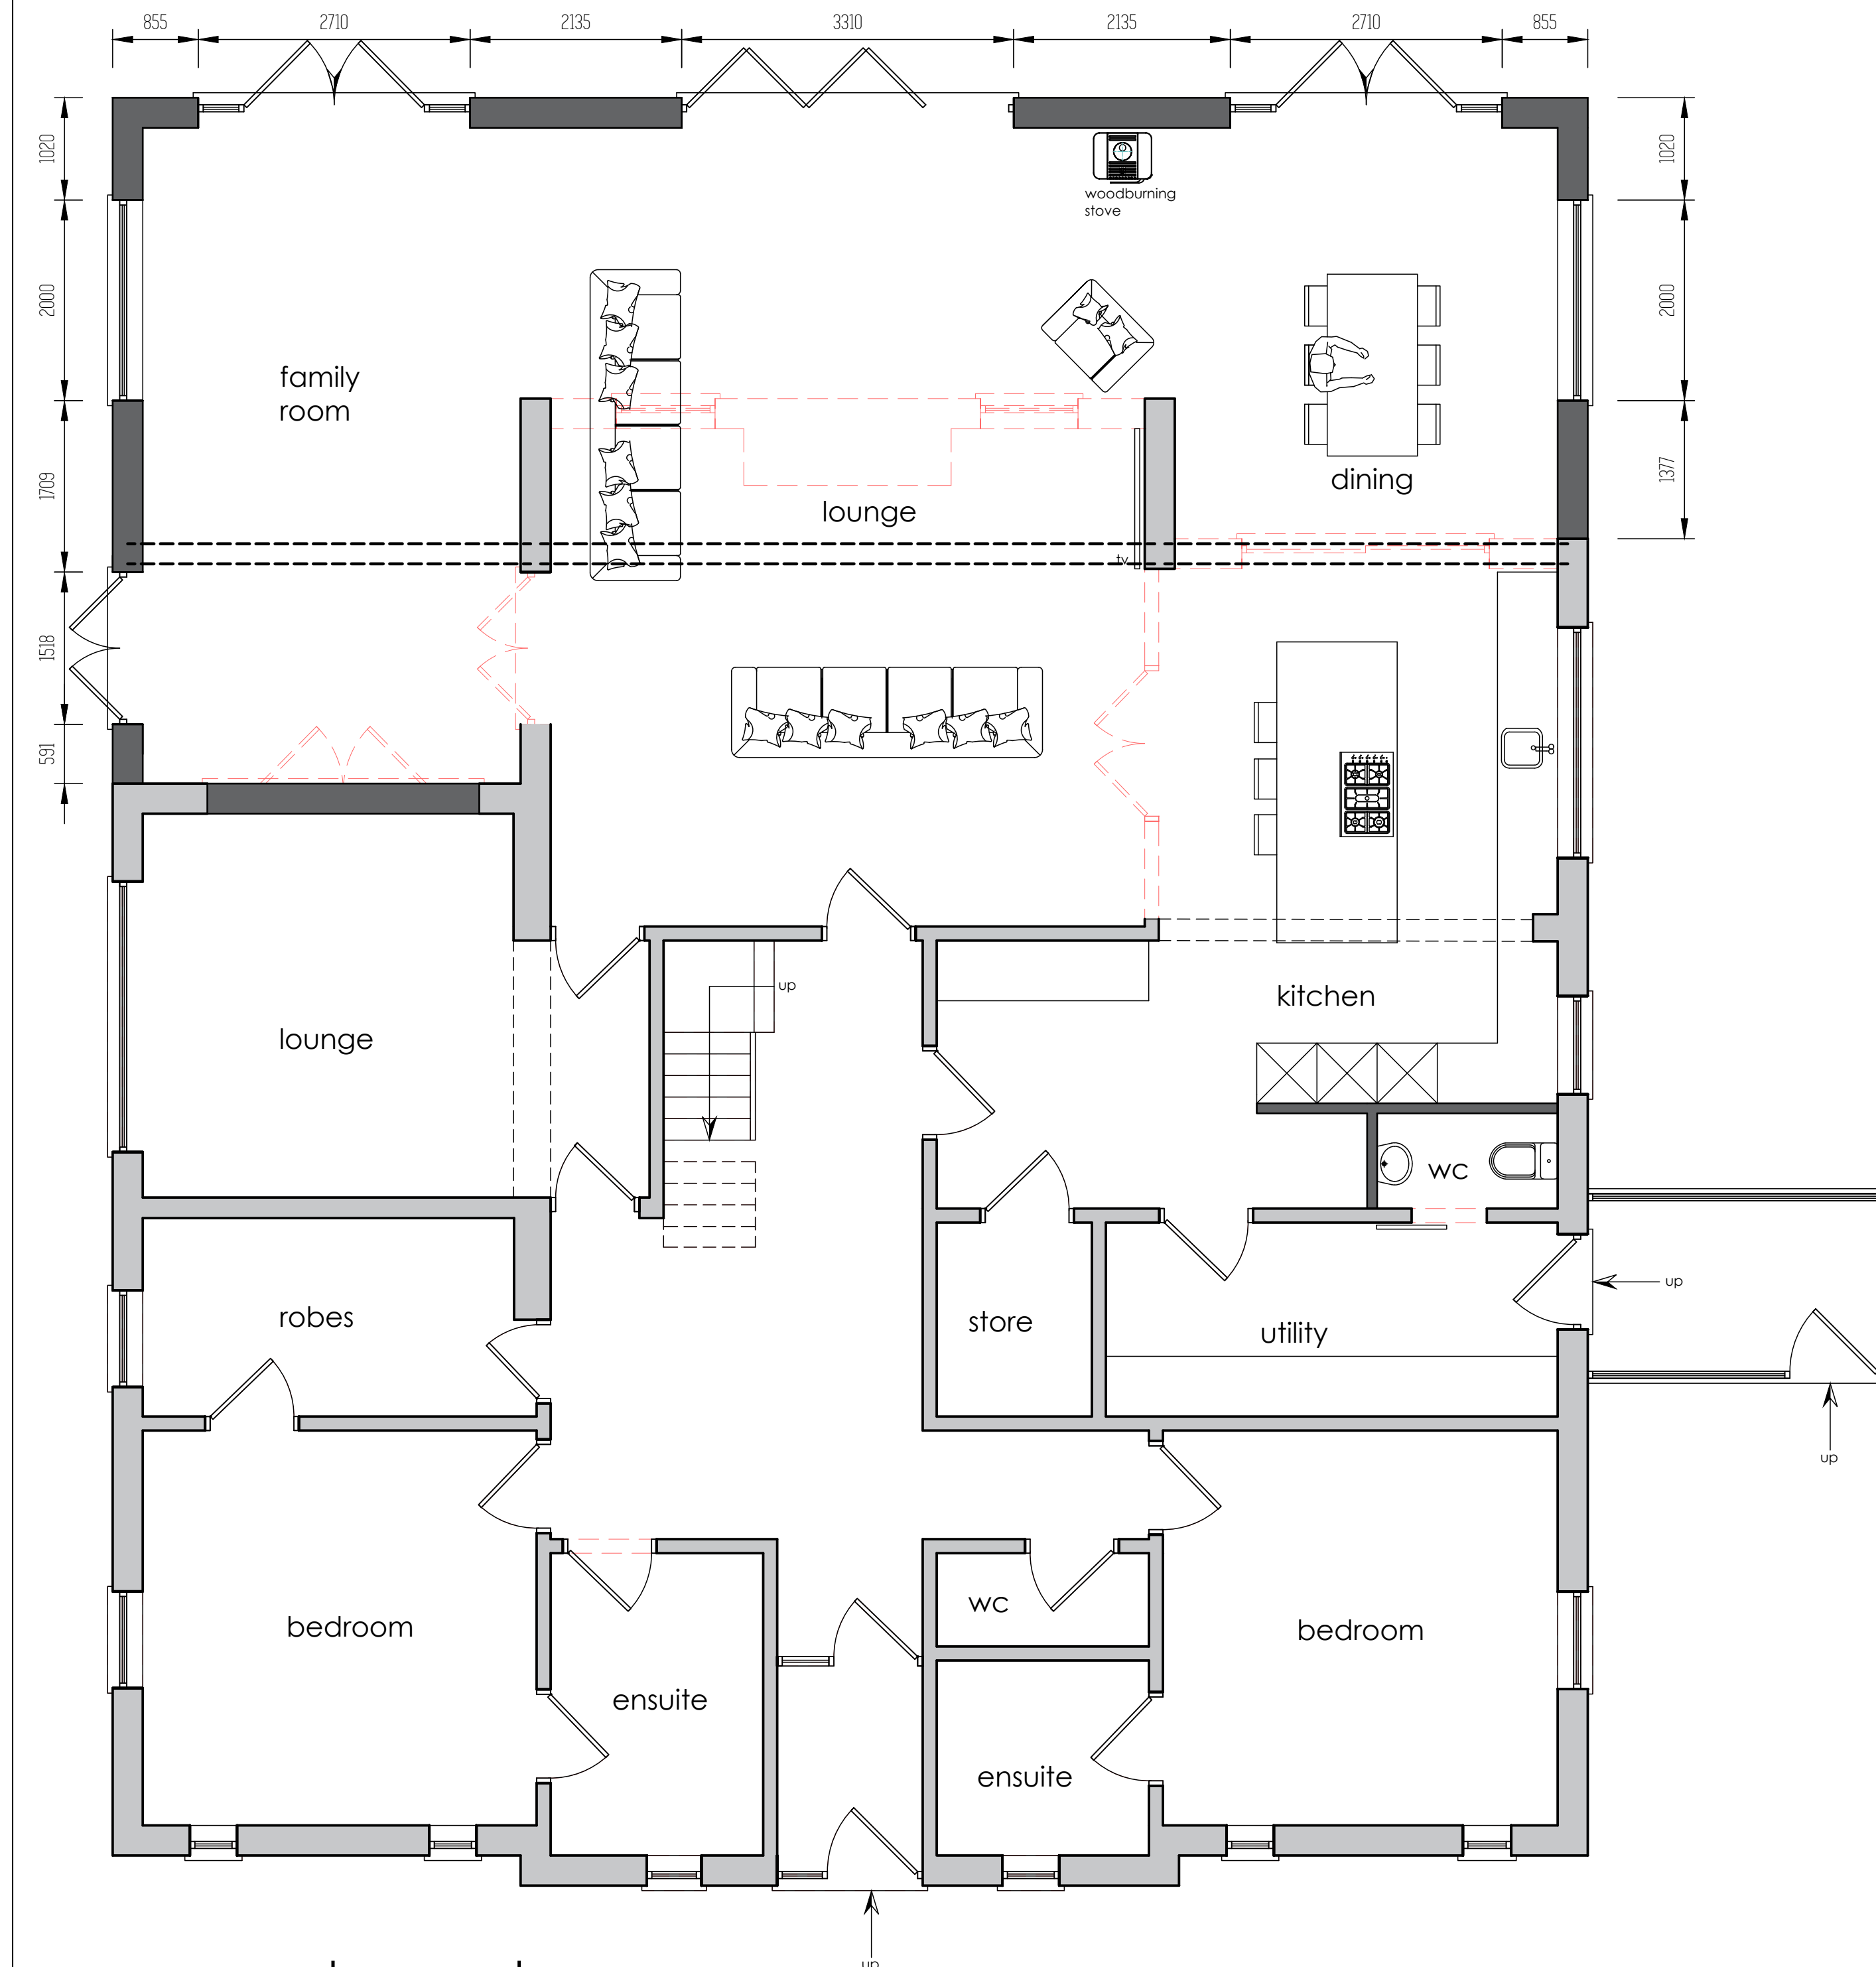 855
2710
2135
3310
2135
2710
855
1020
1020
woodburning
stove
2000
2000
family
room
1709
1377
dining
lounge
tv
1518
591
up
kitchen
lounge
wc
up
robes
store
utility
up
wc
bedroom
bedroom
ensuite
ensuite
up